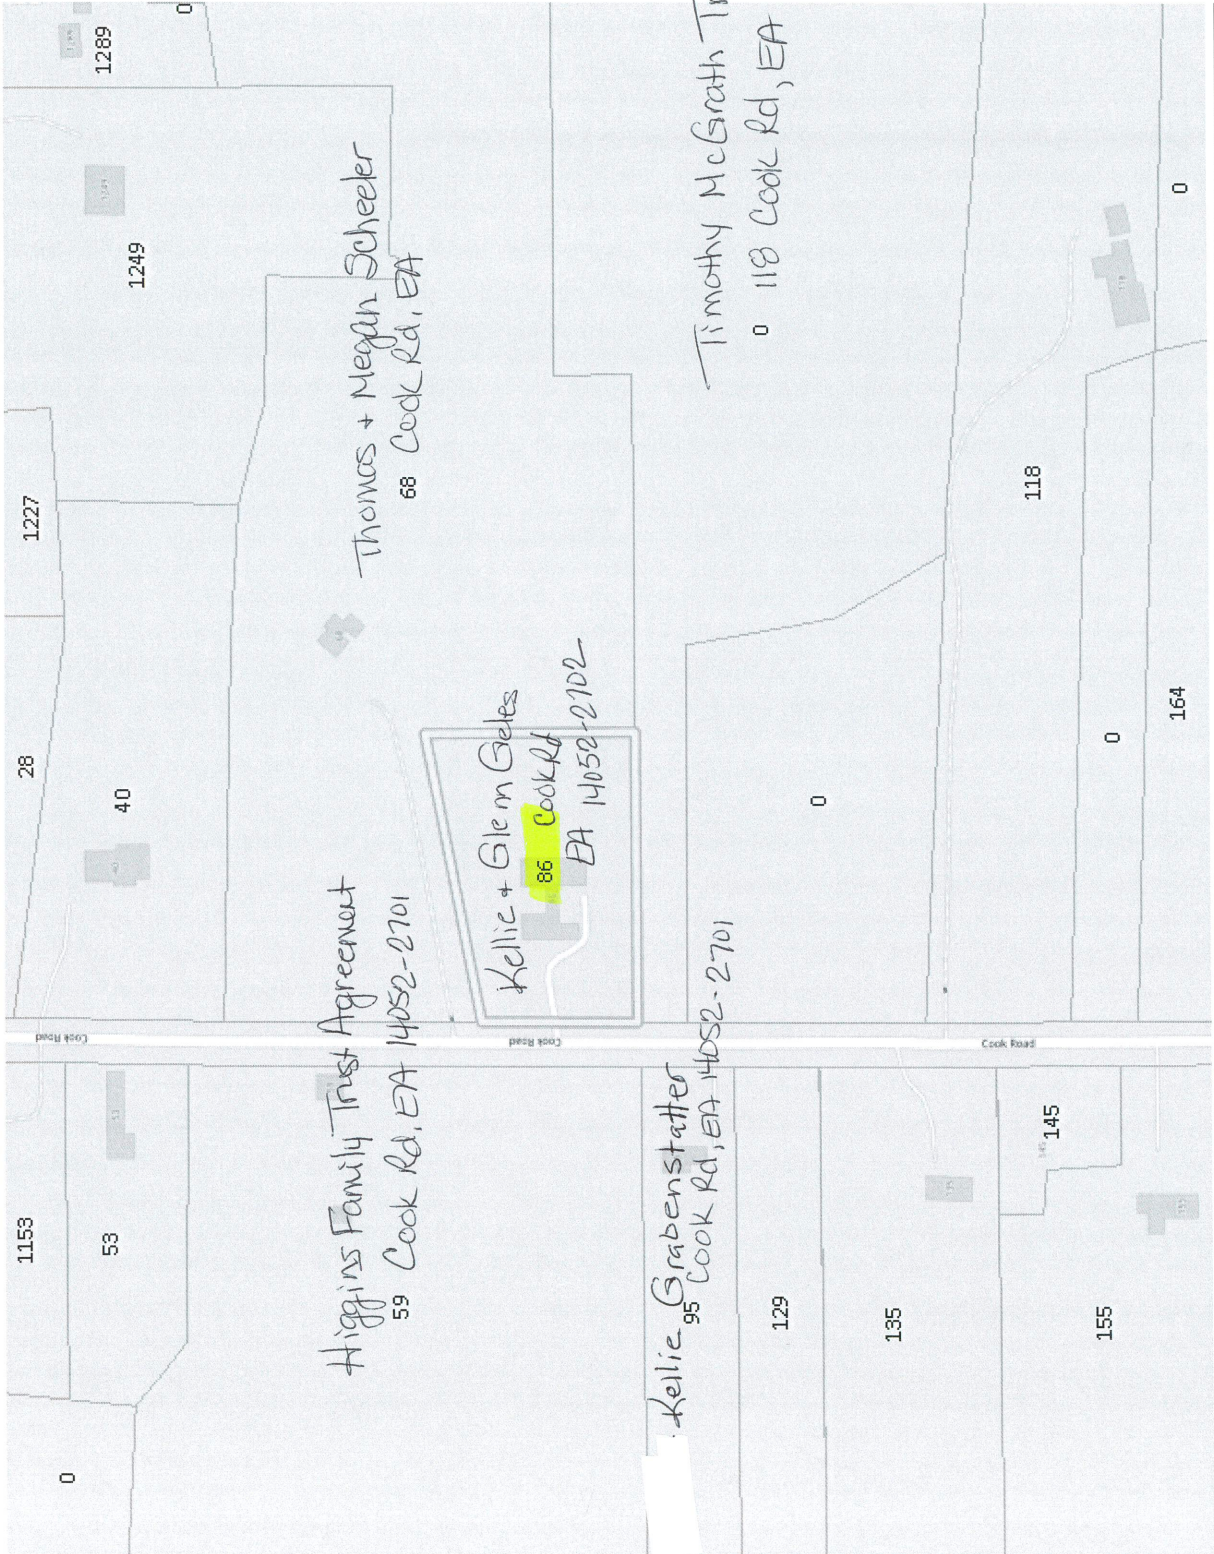 1289
0
1249
1227
28
40
Thomas + Megan Scheeler
68 Cook Rd, EA
Timothy McGrath
0 118 Cook Rd, EA
118
0
0
164
0
Kellie + Glenn Geles
86 Cook Rd
EA 14052-2702
Cook Road
Cook Road
Cook Road
Higgins Family Trust Agreement
59 Cook Rd, EA 14052-2701
Kellie Grabenstatter
95 Cook Rd, EA 14052-2701
1153
53
0
129
135
145
155